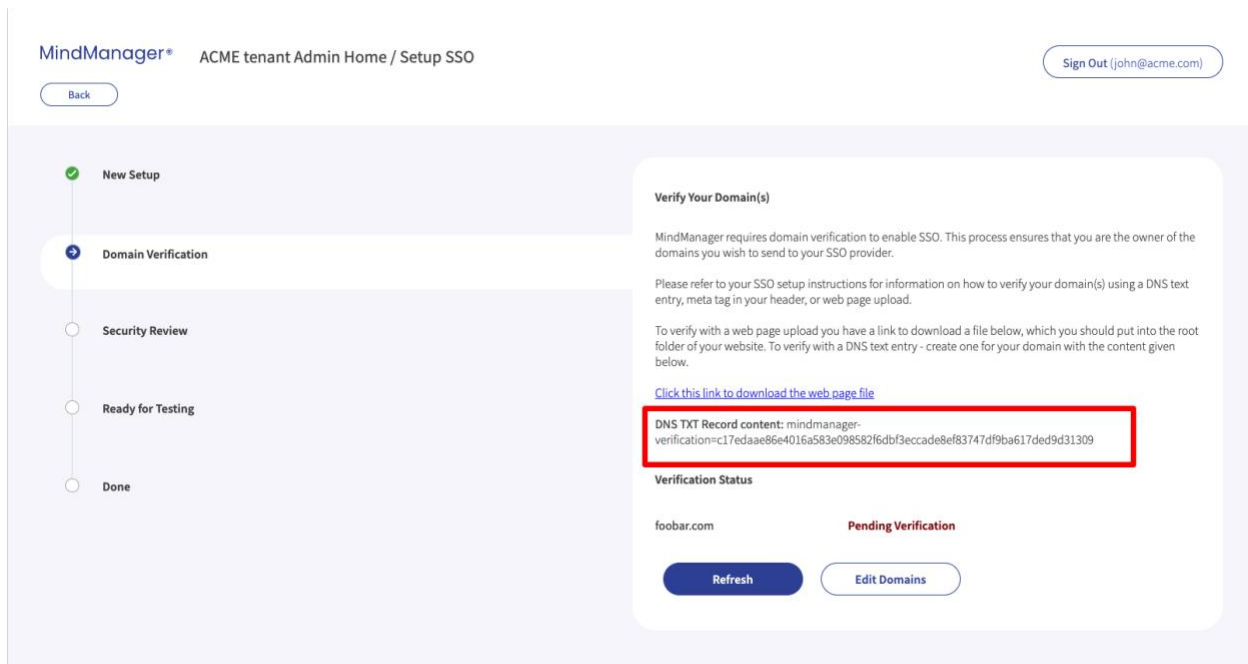 MindManager® ACME tenant Admin Home / Setup SSO
Sign Out (john@acme.com)
Back
New Setup
Domain Verification
Security Review
Ready for Testing
Done
Verify Your Domain(s)
MindManager requires domain verification to enable SSO. This process ensures that you are the owner of the
domains you wish to send to your SSO provider.
Please refer to your SSO setup instructions for information on how to verify your domain(s) using a DNS text
entry, meta tag in your header, or web page upload.
To verify with a web page upload you have a link to download a file below, which you should put into the root
folder of your website. To verify with a DNS text entry - create one for your domain with the content given
below.
Click this link to download the web page file
DNS TXT Record content: mindmanager-
verification=c17edaae86e4016a583e098582f6dbf3eccade8ef83747df9ba617ded9d31309
Verification Status
foobar.com Pending Verification
Refresh Edit Domains